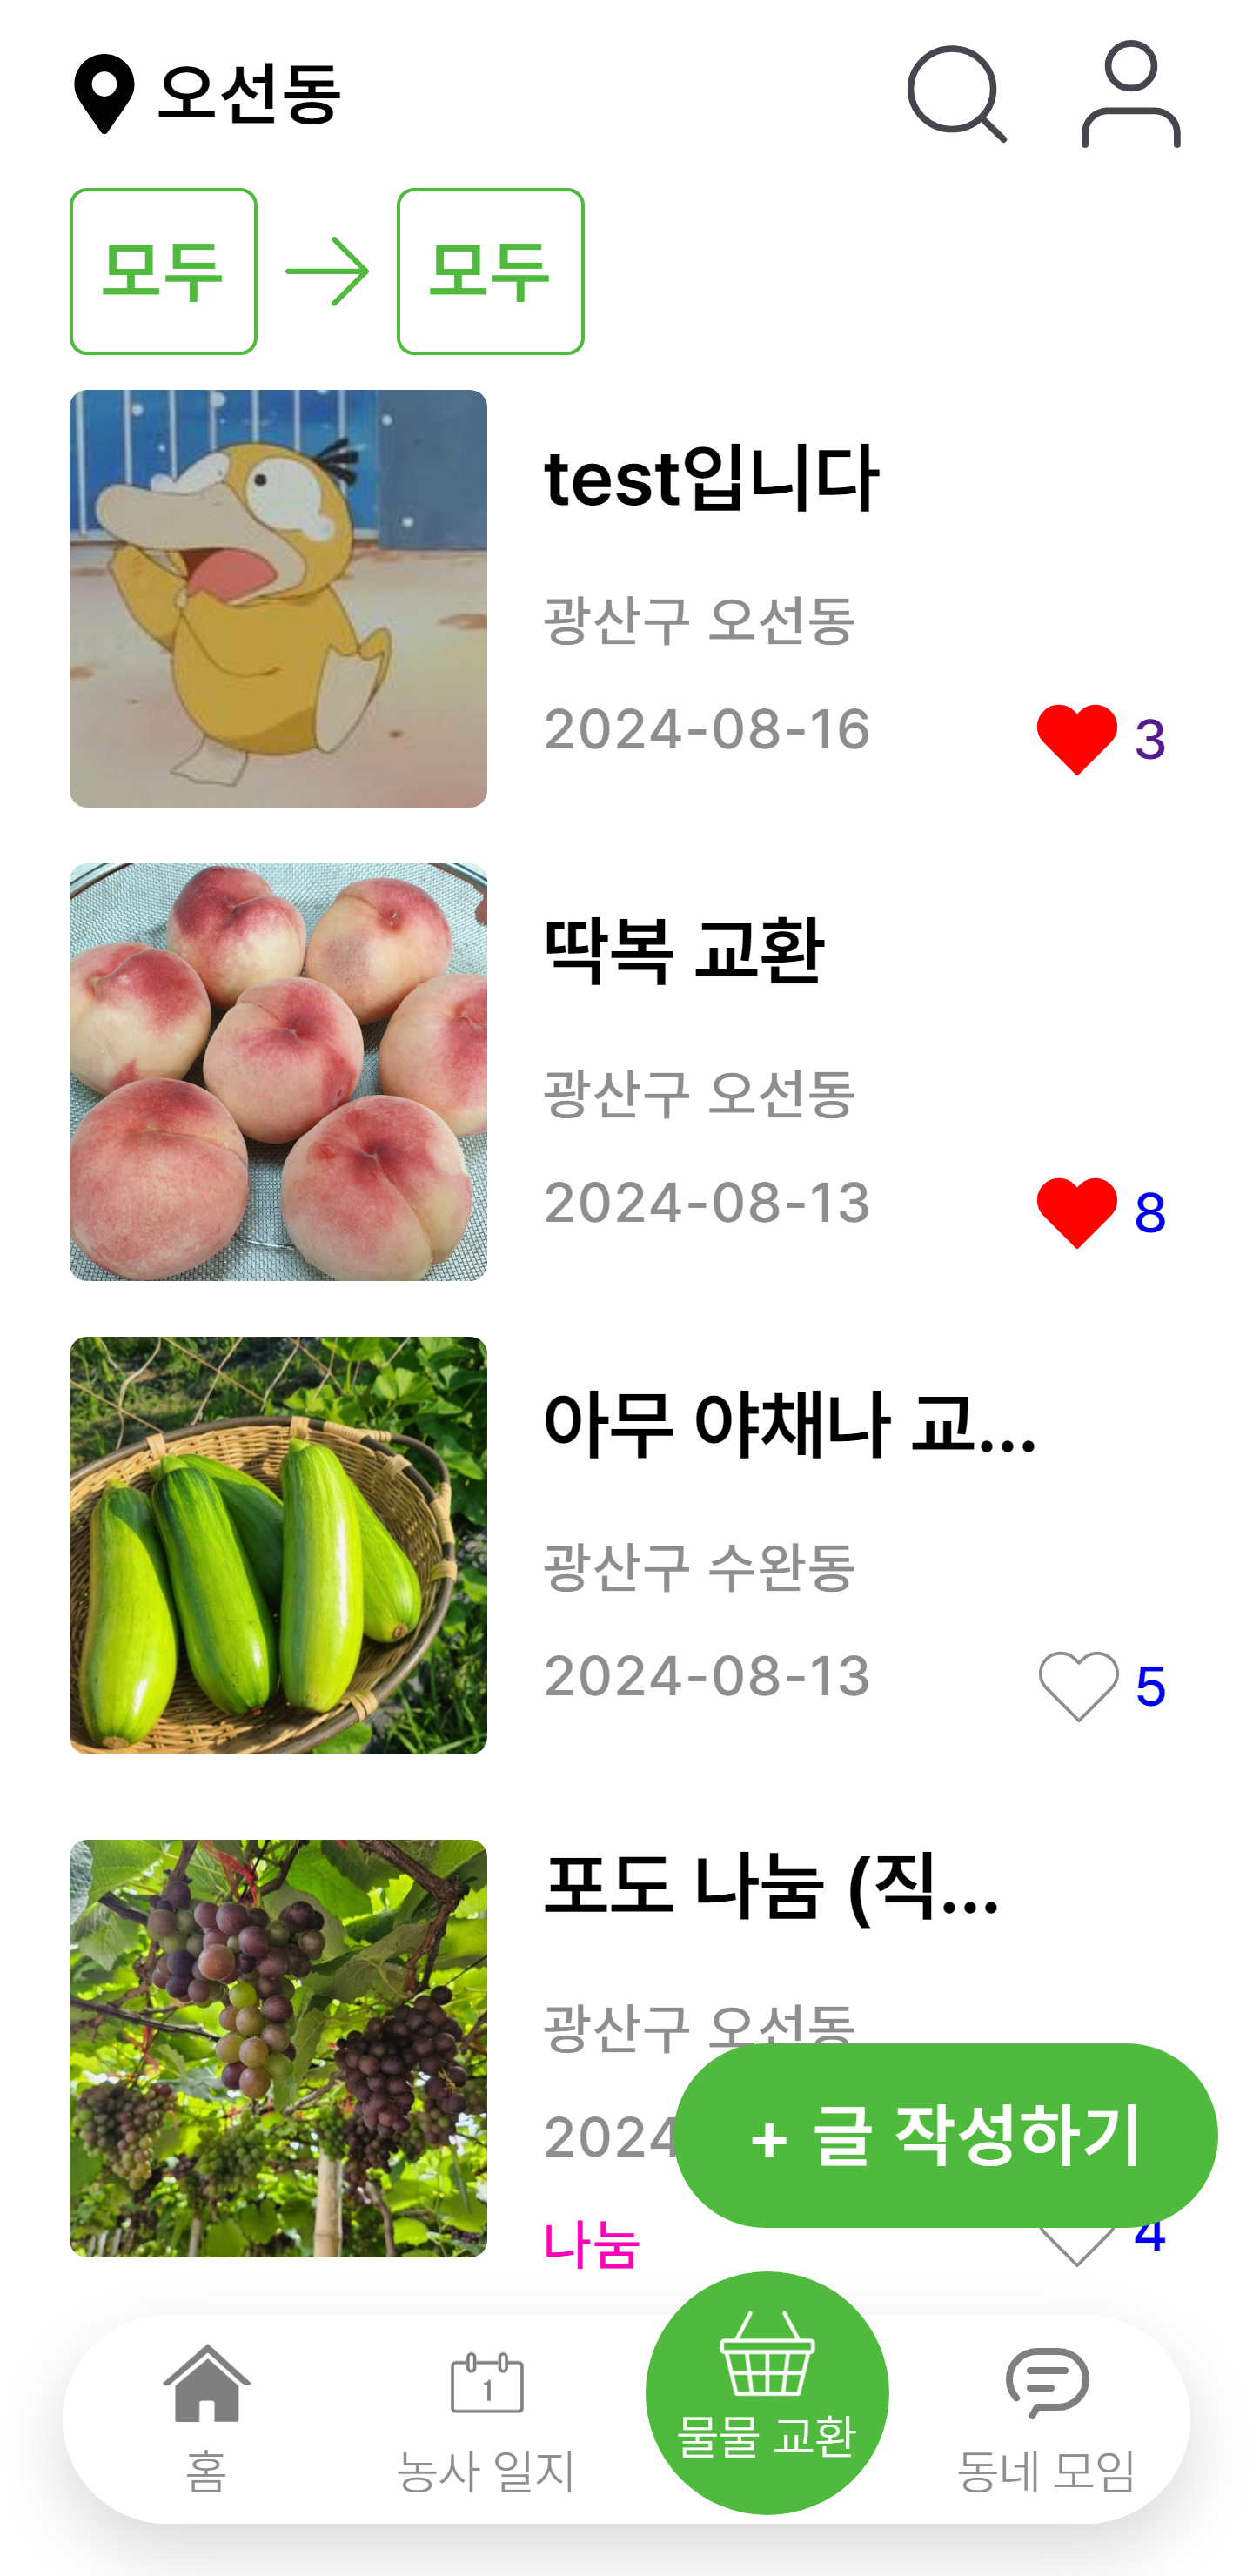 오선동
모두 → 모두
test입니다
광산구 오선동
2024-08-16
3
딱복 교환
광산구 오선동
2024-08-13
8
아무 야채나 교...
광산구 수완동
2024-08-13
5
포도 나눔 (직...
광산구 오선동
2024
+ 글 작성하기
나눔
4
1
홈
농사 일지
물물 교환
동네 모임